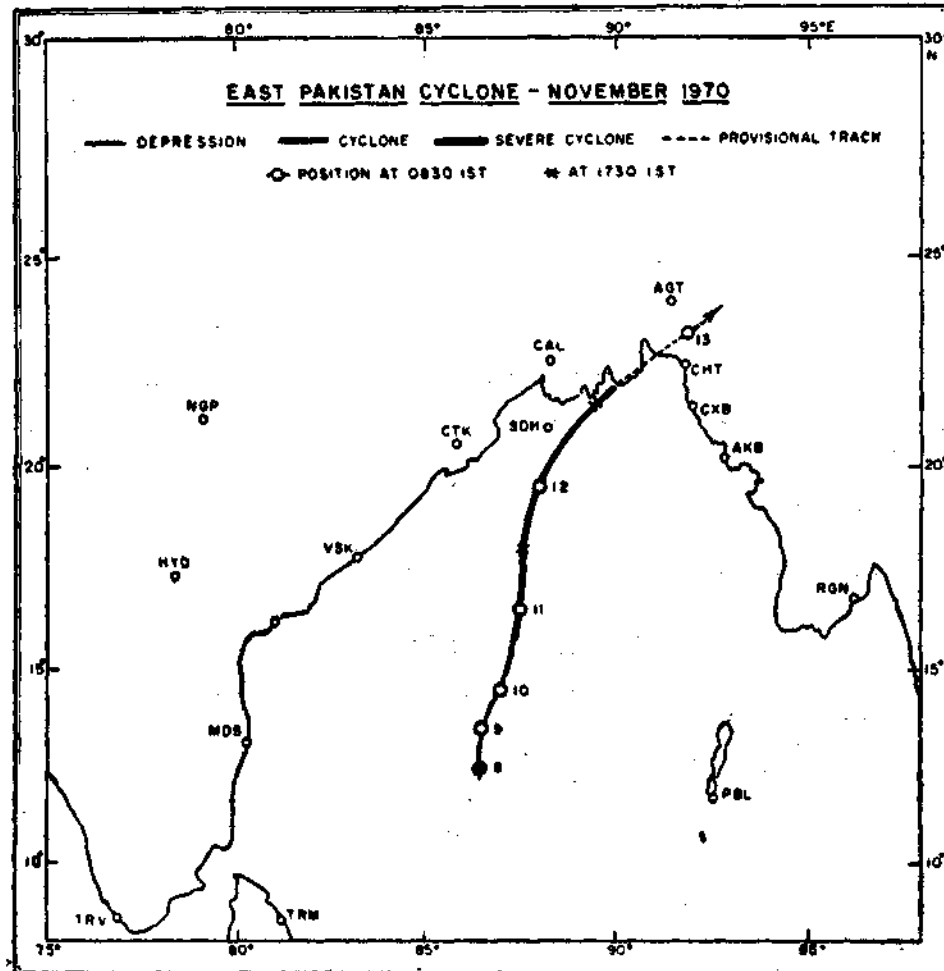 80° 85° 90° 95°E
30° 30°
N
EAST PAKISTAN CYCLONE - NOVEMBER 1970
DEPRESSION CYCLONE SEVERE CYCLONE PROVISIONAL TRACK
POSITION AT 0830 IST AT 1730 IST
25° 25°
AGT
13
CAL
CHT
NGP
CXB
CTK SDH
AKB
20° 20°
12
VSK
HYD
RGN
11
15° 15°
10
MDS 9
8
PBL
10° 10°
TRV TRM
75° 80° 85° 90° 95°